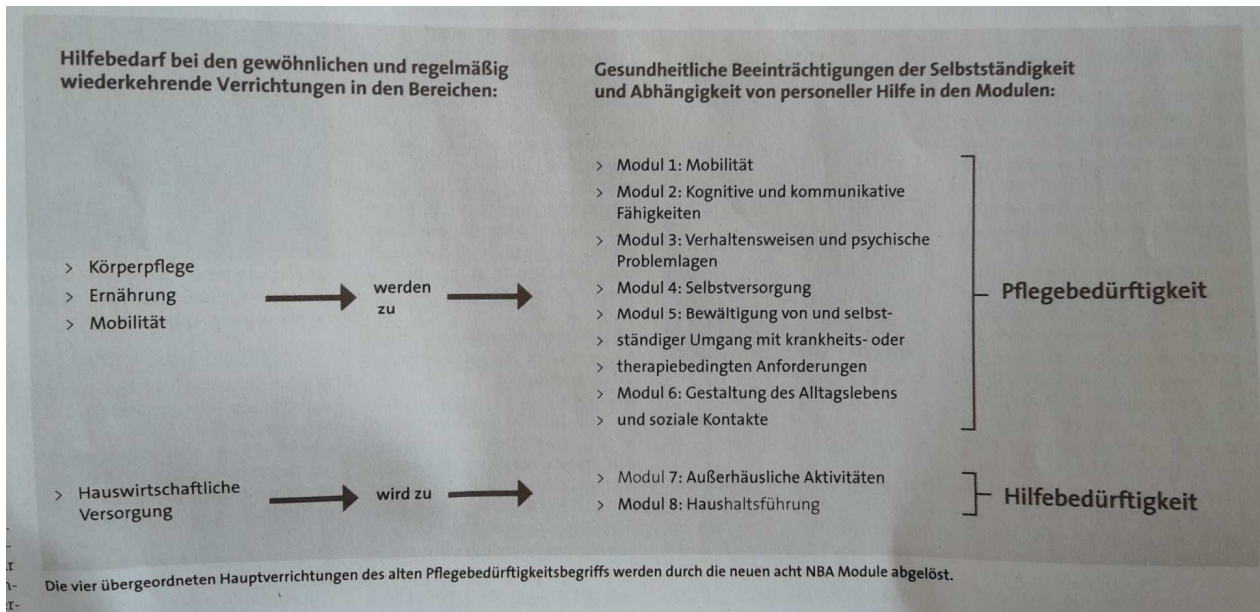 Hilfebedarf bei den gewöhnlichen und regelmäßig
wiederkehrende Verrichtungen in den Bereichen:
> Körperpflege
> Ernährung
> Mobilität
werden
zu
Gesundheitliche Beeinträchtigungen der Selbstständigkeit
und Abhängigkeit von personeller Hilfe in den Modulen:
> Modul 1: Mobilität
> Modul 2: Kognitive und kommunikative
Fähigkeiten
> Modul 3: Verhaltensweisen und psychische
Problemlagen
> Modul 4: Selbstversorgung
> Modul 5: Bewältigung von und selbst-
> ständiger Umgang mit krankheits- oder
> therapiebedingten Anforderungen
> Modul 6: Gestaltung des Alltagslebens
> und soziale Kontakte
Pflegebedürftigkeit
> Hauswirtschaftliche
Versorgung
wird zu
> Modul 7: Außerhäusliche Aktivitäten
> Modul 8: Haushaltsführung
Hilfebedürftigkeit
Die vier übergeordneten Hauptverrichtungen des alten Pflegebedürftigkeitsbegriffs werden durch die neuen acht NBA Module abgelöst.